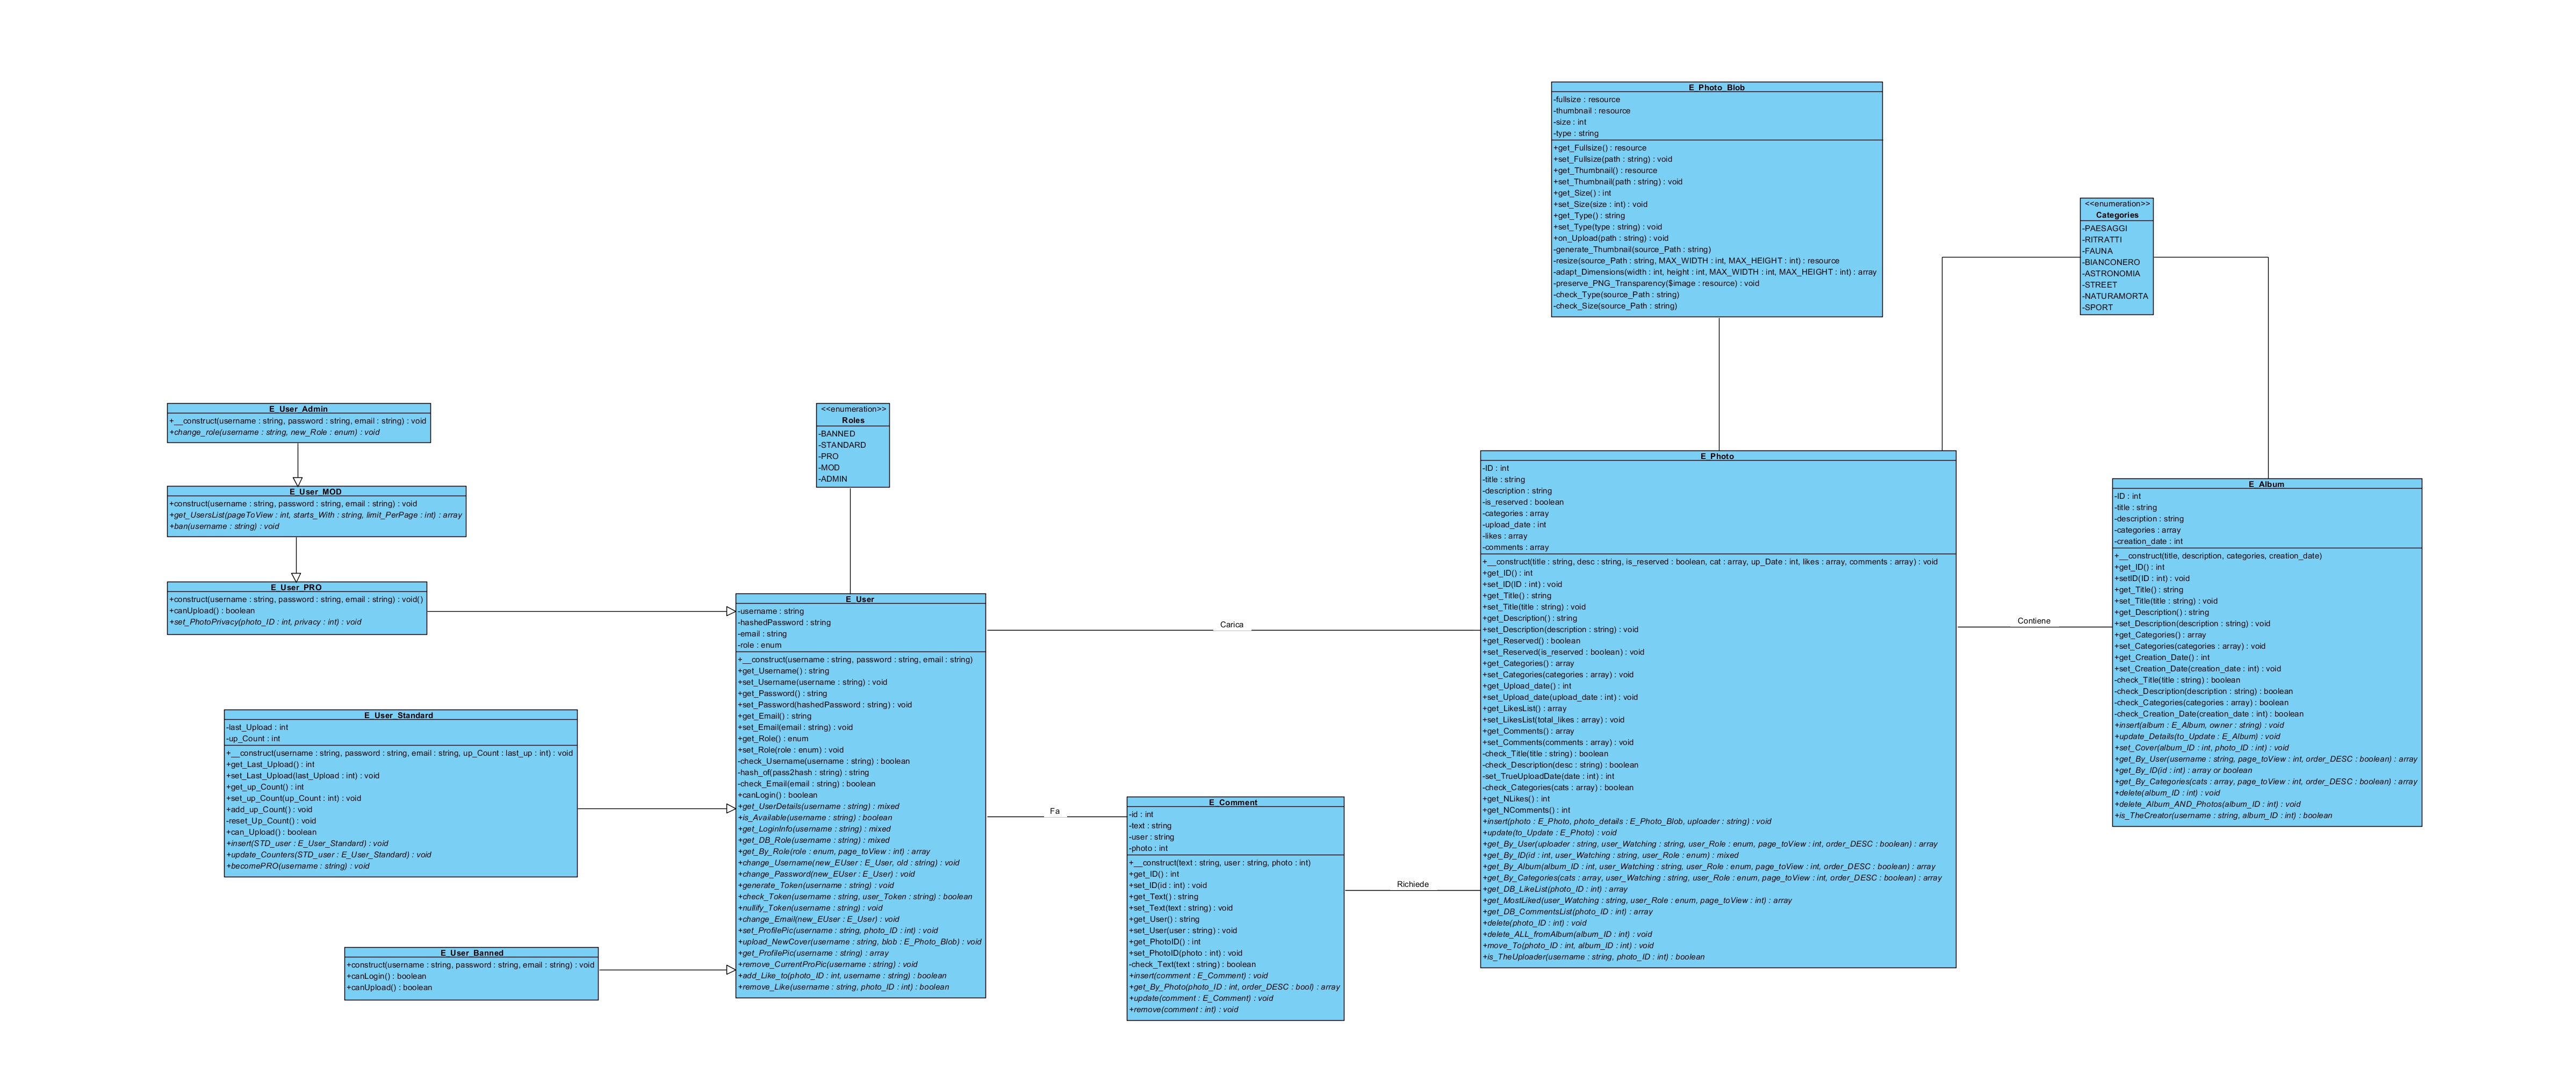 E_Photo_Blob
-fullsize : resource
-thumbnail : resource
-size : int
-type : string
+get_Fullsize() : resource
+set_Fullsize(path : string) : void
+get_Thumbnail() : resource
+set_Thumbnail(path : string) : void
+get_Size() : int
+set_Size(size : int) : void
+get_Type() : string
+set_Type(type : string) : void
+on_Upload(path : string) : void
-generate_Thumbnail(source_Path : string)
-resize(source_Path : string, MAX_WIDTH : int, MAX_HEIGHT : int) : resource
-adapt_Dimensions(width : int, height : int, MAX_WIDTH : int, MAX_HEIGHT : int) : array
-preserve_PNG_Transparency($image : resource) : void
-check_Type(source_Path : string)
-check_Size(source_Path : string)
<<enumeration>>
Categories
-PAESAGGI
-RITRATTI
-FAUNA
-BIANCONERO
-ASTRONOMIA
-STREET
-NATURAMORTA
-SPORT
E_User_Admin
+__construct(username : string, password : string, email : string) : void
+change_role(username : string, new_Role : enum) : void
E_User_MOD
+construct(username : string, password : string, email : string) : void
+get_UsersList(pageToView : int, starts_With : string, limit_PerPage : int) : array
+ban(username : string) : void
E_User_PRO
+construct(username : string, password : string, email : string) : void()
+canUpload() : boolean
+set_PhotoPrivacy(photo_ID : int, privacy : int) : void
E_User_Standard
-last_Upload : int
-up_Count : int
+__construct(username : string, password : string, email : string, up_Count : last_up : int) : void
+get_Last_Upload() : int
+set_Last_Upload(last_Upload : int) : void
+get_up_Count() : int
+set_up_Count(up_Count : int) : void
+add_up_Count() : void
-reset_Up_Count() : void
+can_Upload() : boolean
+insert(STD_user : E_User_Standard) : void
+update_Counters(STD_user : E_User_Standard) : void
+becomePRO(username : string) : void
E_User_Banned
+construct(username : string, password : string, email : string) : void
+canLogin() : boolean
+canUpload() : boolean
<<enumeration>>
Roles
-BANNED
-STANDARD
-PRO
-MOD
-ADMIN
E_User
-username : string
-hashedPassword : string
-email : string
-role : enum
+__construct(username : string, password : string, email : string)
+get_Username() : string
+set_Username(username : string) : void
+get_Password() : string
+set_Password(hashedPassword : string) : void
+get_Email() : string
+set_Email(email : string) : void
+get_Role() : enum
+set_Role(role : enum) : void
-check_Username(username : string) : boolean
-hash_of(pass2hash : string) : string
-check_Email(email : string) : boolean
+canLogin() : boolean
+get_UserDetails(username : string) : mixed
+is_Available(username : string) : boolean
+get_LoginInfo(username : string) : mixed
+get_DB_Role(username : string) : mixed
+get_By_Role(role : enum, page_toView : int) : array
+change_Username(new_EUser : E_User, old : string) : void
+change_Password(new_EUser : E_User) : void
+generate_Token(username : string) : void
+check_Token(username : string, user_Token : string) : boolean
+nullify_Token(username : string) : void
+change_Email(new_EUser : E_User) : void
+set_ProfilePic(username : string, photo_ID : int) : void
+upload_NewCover(username : string, blob : E_Photo_Blob) : void
+get_ProfilePic(username : string) : array
+remove_CurrentProPic(username : string) : void
+add_Like_to(photo_ID : int, username : string) : boolean
+remove_Like(username : string, photo_ID : int) : boolean
Carica
Fa
E_Comment
-id : int
-text : string
-user : string
-photo : int
+__construct(text : string, user : string, photo : int)
+get_ID() : int
+set_ID(id : int) : void
+get_Text() : string
+set_Text(text : string) : void
+get_User() : string
+set_User(user : string) : void
+get_PhotoID() : int
+set_PhotoID(photo : int) : void
-check_Text(text : string) : boolean
+insert(comment : E_Comment) : void
+get_By_Photo(photo_ID : int, order_DESC : bool) : array
+update(comment : E_Comment) : void
+remove(comment : int) : void
Richiede
E_Photo
-ID : int
-title : string
-description : string
-is_reserved : boolean
-categories : array
-upload_date : int
-likes : array
-comments : array
+__construct(title : string, desc : string, is_reserved : boolean, cat : array, up_Date : int, likes : array, comments : array) : void
+get_ID() : int
+set_ID(ID : int) : void
+get_Title() : string
+set_Title(title : string) : void
+get_Description() : string
+set_Description(description : string) : void
+get_Reserved() : boolean
+set_Reserved(is_reserved : boolean) : void
+get_Categories() : array
+set_Categories(categories : array) : void
+get_Upload_date() : int
+set_Upload_date(upload_date : int) : void
+get_LikesList() : array
+set_LikesList(total_likes : array) : void
+get_Comments() : array
+set_Comments(comments : array) : void
-check_Title(title : string) : boolean
-check_Description(desc : string) : boolean
-set_TrueUploadDate(date : int) : int
-check_Categories(cats : array) : boolean
+get_NLikes() : int
+get_NComments() : int
+insert(photo : E_Photo, photo_details : E_Photo_Blob, uploader : string) : void
+update(to_Update : E_Photo) : void
+get_By_User(uploader : string, user_Watching : string, user_Role : enum, page_toView : int, order_DESC : boolean) : array
+get_By_ID(id : int, user_Watching : string, user_Role : enum) : mixed
+get_By_Album(album_ID : int, user_Watching : string, user_Role : enum, page_toView : int, order_DESC : boolean) : array
+get_By_Categories(cats : array, user_Watching : string, user_Role : enum, page_toView : int, order_DESC : boolean) : array
+get_DB_LikeList(photo_ID : int) : array
+get_MostLiked(user_Watching : string, user_Role : enum, page_toView : int) : array
+get_DB_CommentsList(photo_ID : int) : array
+delete(photo_ID : int) : void
+delete_ALL_fromAlbum(album_ID : int) : void
+move_To(photo_ID : int, album_ID : int) : void
+is_TheUploader(username : string, photo_ID : int) : boolean
Contiene
E_Album
-ID : int
-title : string
-description : string
-categories : array
-creation_date : int
+__construct(title, description, categories, creation_date)
+get_ID() : int
+setID(ID : int) : void
+get_Title() : string
+set_Title(title : string) : void
+get_Description() : string
+set_Description(description : string) : void
+get_Categories() : array
+set_Categories(categories : array) : void
+get_Creation_Date() : int
+set_Creation_Date(creation_date : int) : void
-check_Title(title : string) : boolean
-check_Description(description : string) : boolean
-check_Categories(categories : array) : boolean
-check_Creation_Date(creation_date : int) : boolean
+insert(album : E_Album, owner : string) : void
+update_Details(to_Update : E_Album) : void
+set_Cover(album_ID : int, photo_ID : int) : void
+get_By_User(username : string, page_toView : int, order_DESC : boolean) : array
+get_By_ID(id : int) : array or boolean
+get_By_Categories(cats : array, page_toView : int, order_DESC : boolean) : array
+delete(album_ID : int) : void
+delete_Album_AND_Photos(album_ID : int) : void
+is_TheCreator(username : string, album_ID : int) : boolean